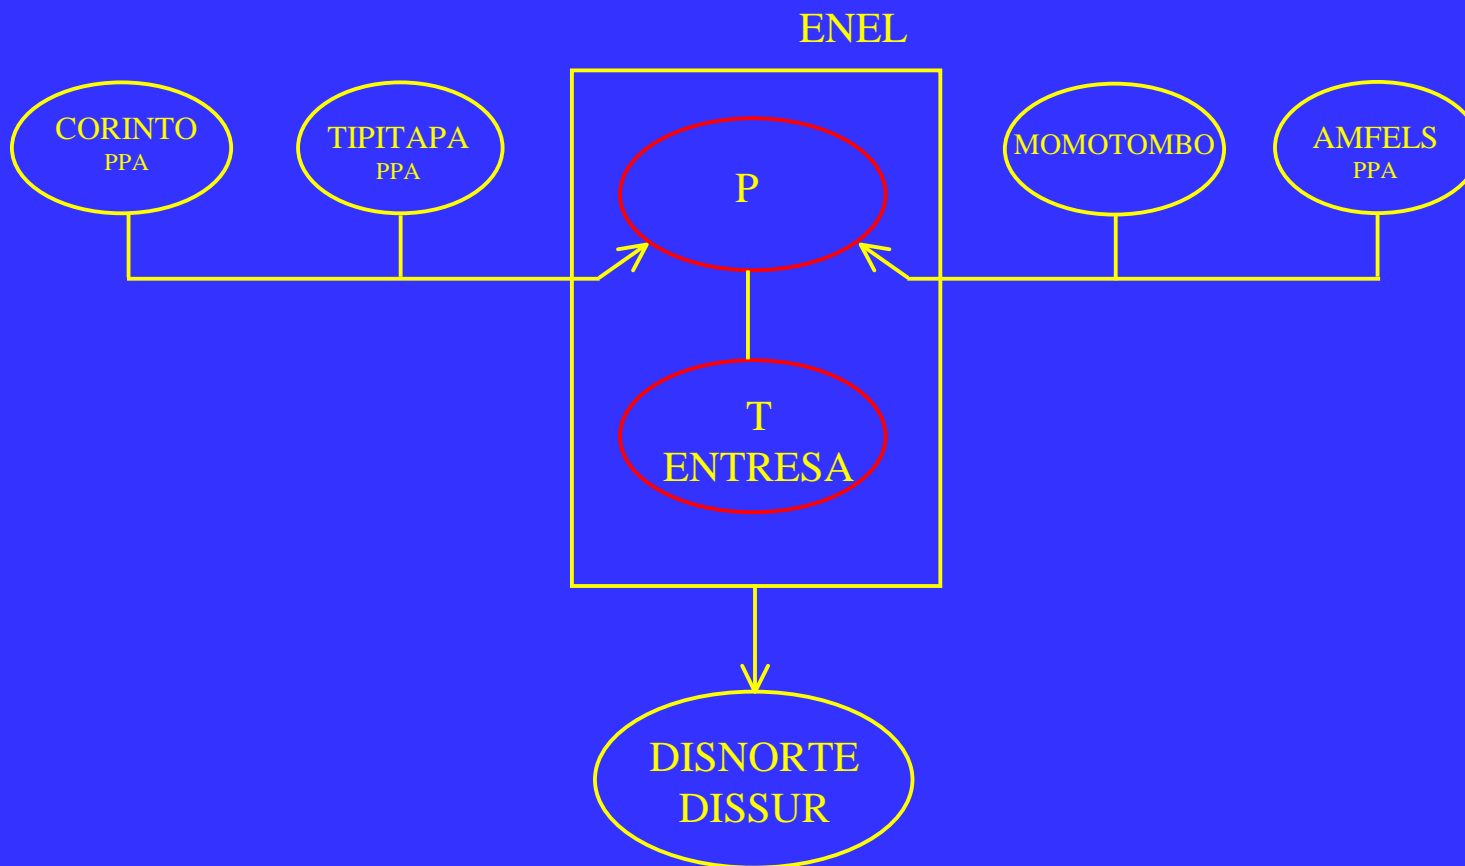 ENEL
CORINTO
PPA
TIPITAPA
PPA
P
MOMOTOMBO
AMFELS
PPA
T
ENTRESA
DISNORTE
DISSUR